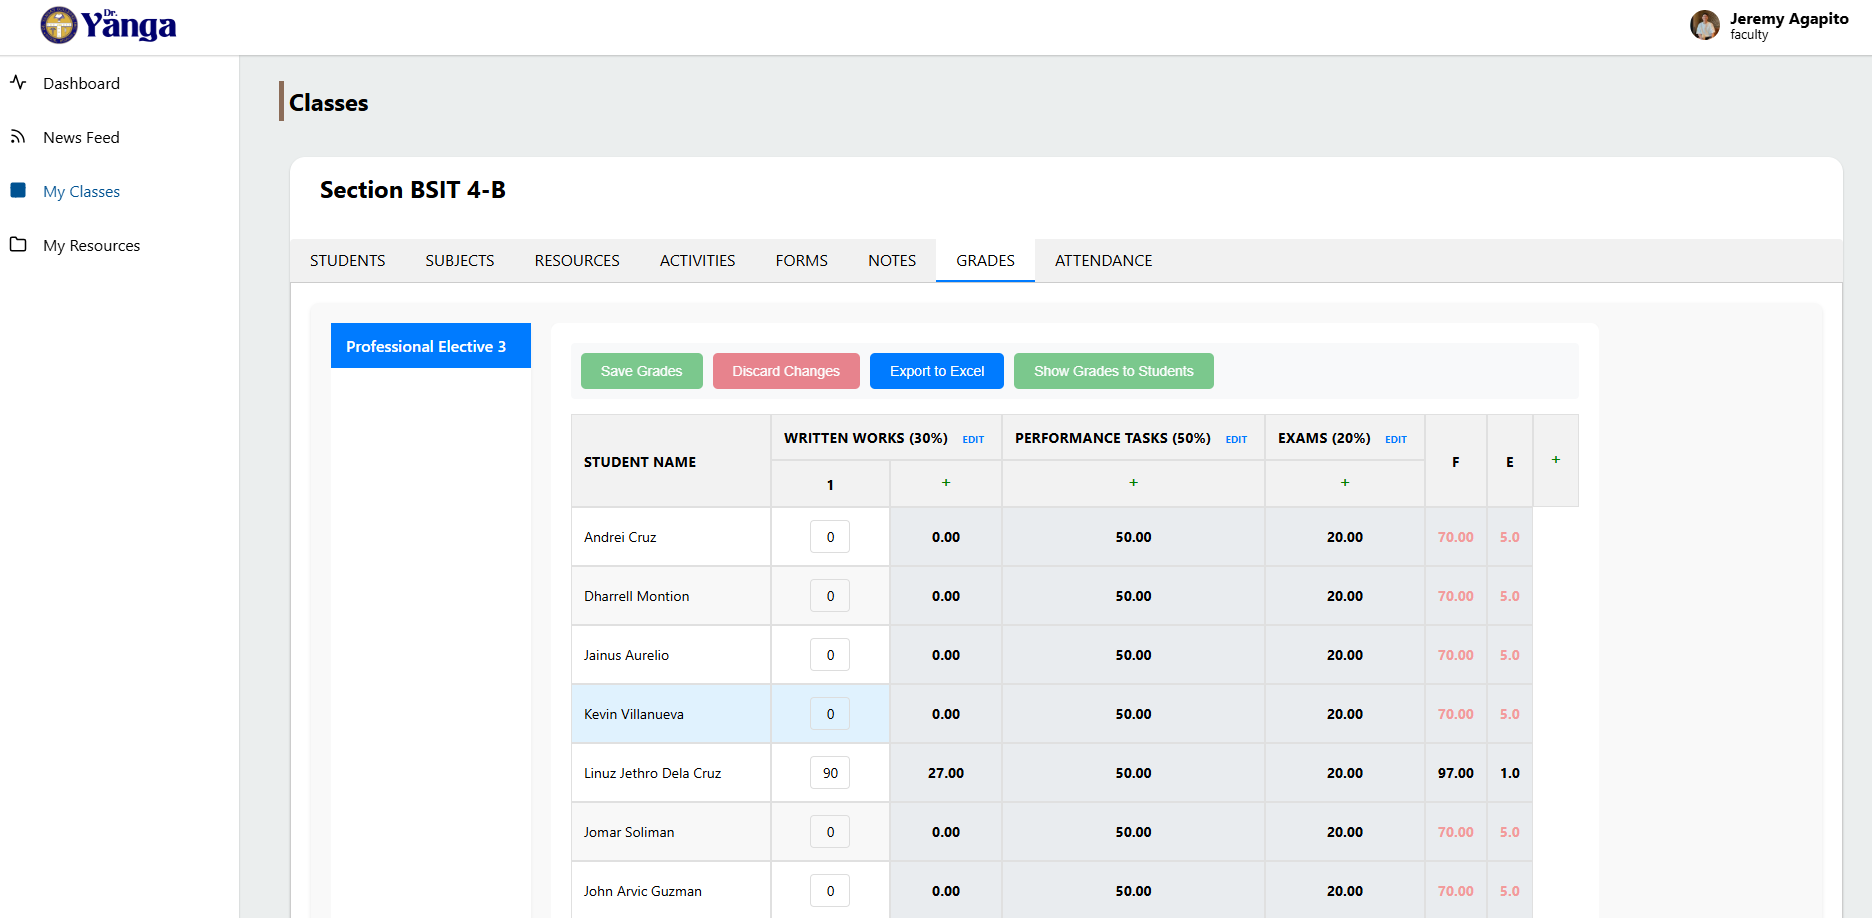 Dr.
Yanga
Jeremy Agapito
faculty
Dashboard
News Feed
My Classes
My Resources
Classes
Section BSIT 4-B
STUDENTS SUBJECTS RESOURCES ACTIVITIES FORMS NOTES GRADES ATTENDANCE
Professional Elective 3
Save Grades Discard Changes Export to Excel Show Grades to Students
STUDENT NAME WRITTEN WORKS (30%) EDIT PERFORMANCE TASKS (50%) EDIT EXAMS (20%) EDIT F E +
1 + + +
Andrei Cruz 0 0.00 50.00 20.00 70.00 5.0
Dharrell Montion 0 0.00 50.00 20.00 70.00 5.0
Jainus Aurelio 0 0.00 50.00 20.00 70.00 5.0
Kevin Villanueva 0 0.00 50.00 20.00 70.00 5.0
Linuz Jethro Dela Cruz 90 27.00 50.00 20.00 97.00 1.0
Jomar Soliman 0 0.00 50.00 20.00 70.00 5.0
John Arvic Guzman 0 0.00 50.00 20.00 70.00 5.0